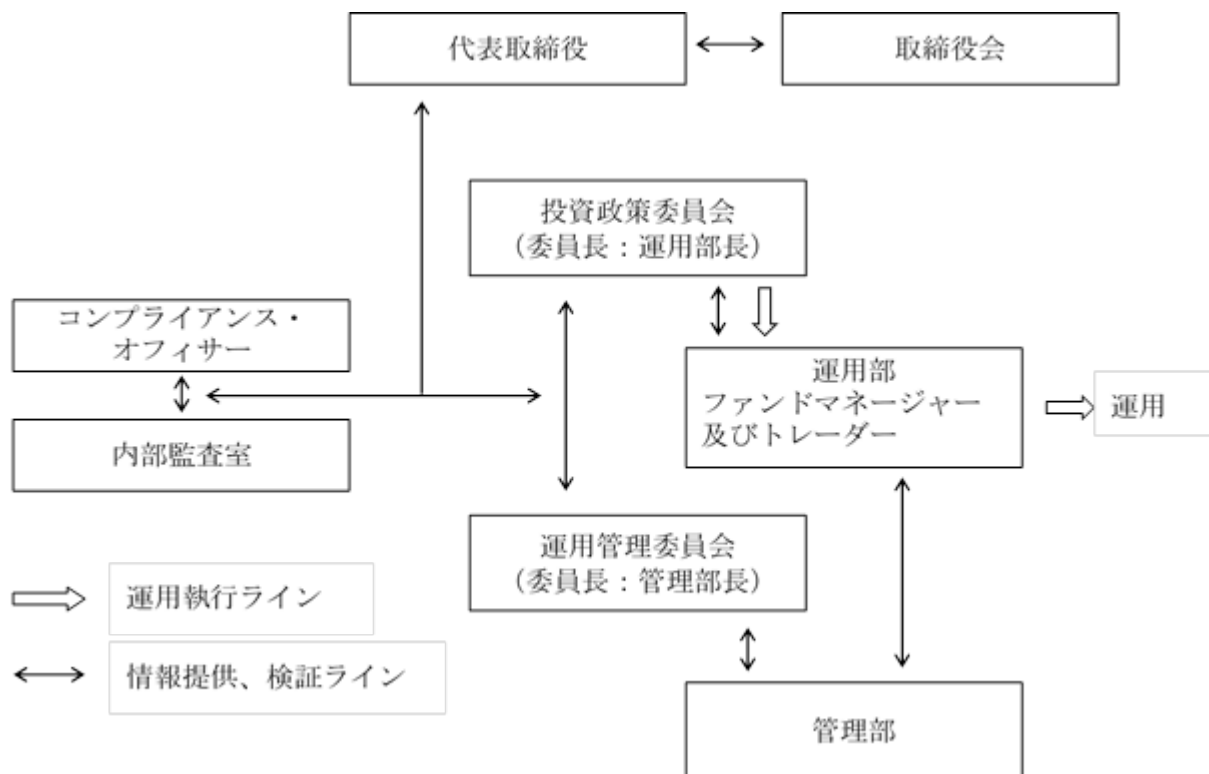 代表取締役
取締役会
投資政策委員会
（委員長：運用部長）
コンプライアンス・
オフィサー
内部監査室
運用部
ファンドマネージャー
及びトレーダー
運用
運用管理委員会
（委員長：管理部長）
運用執行ライン
情報提供、検証ライン
管理部